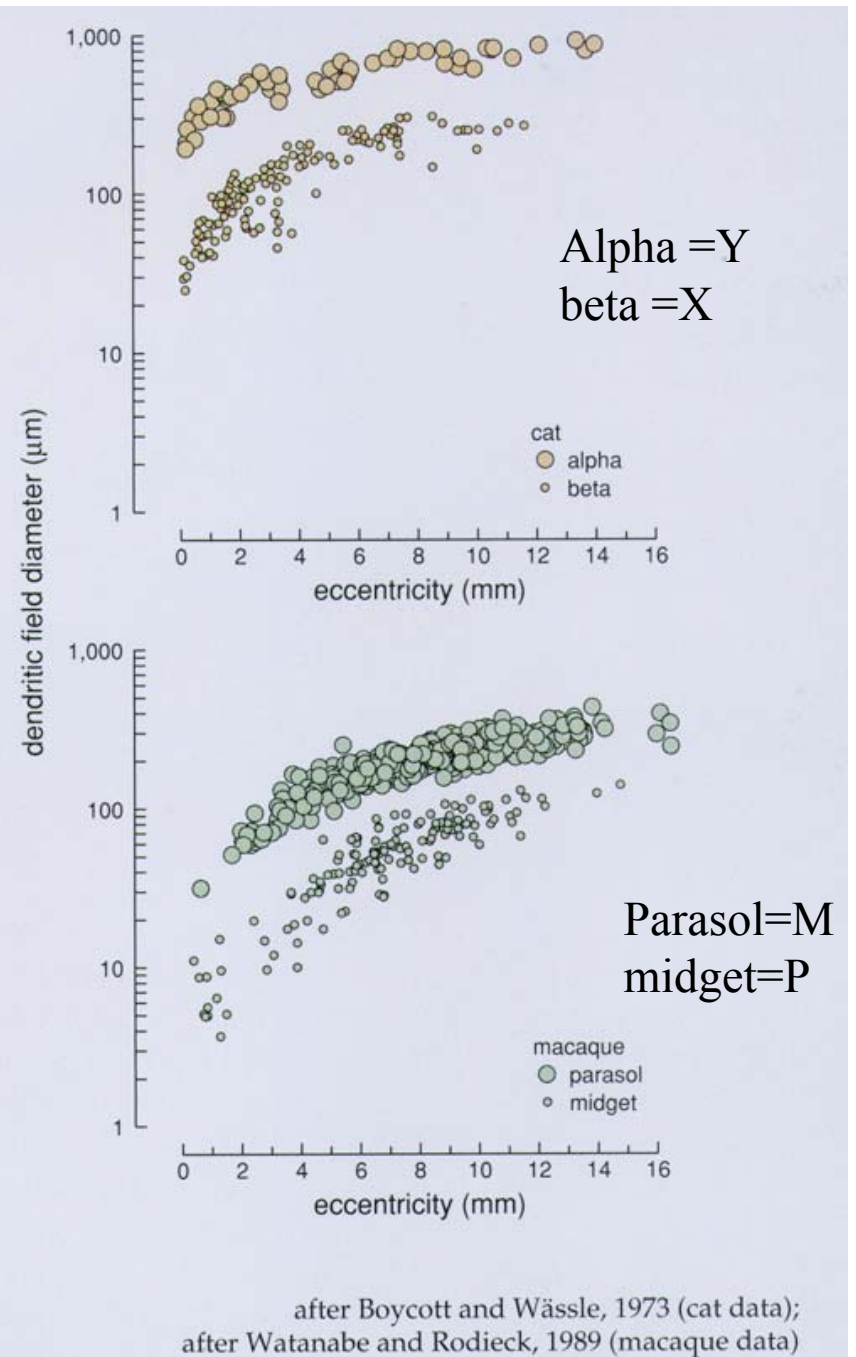 dendritic field diameter (µm)
1,000
100
10
1
Alpha =Y
beta =X
cat
alpha
beta
0 2 4 6 8 10 12 14 16
eccentricity (mm)
1,000
100
10
1
Parasol=M
midget=P
macaque
parasol
midget
0 2 4 6 8 10 12 14 16
eccentricity (mm)
after Boycott and Wässle, 1973 (cat data);
after Watanabe and Rodieck, 1989 (macaque data)